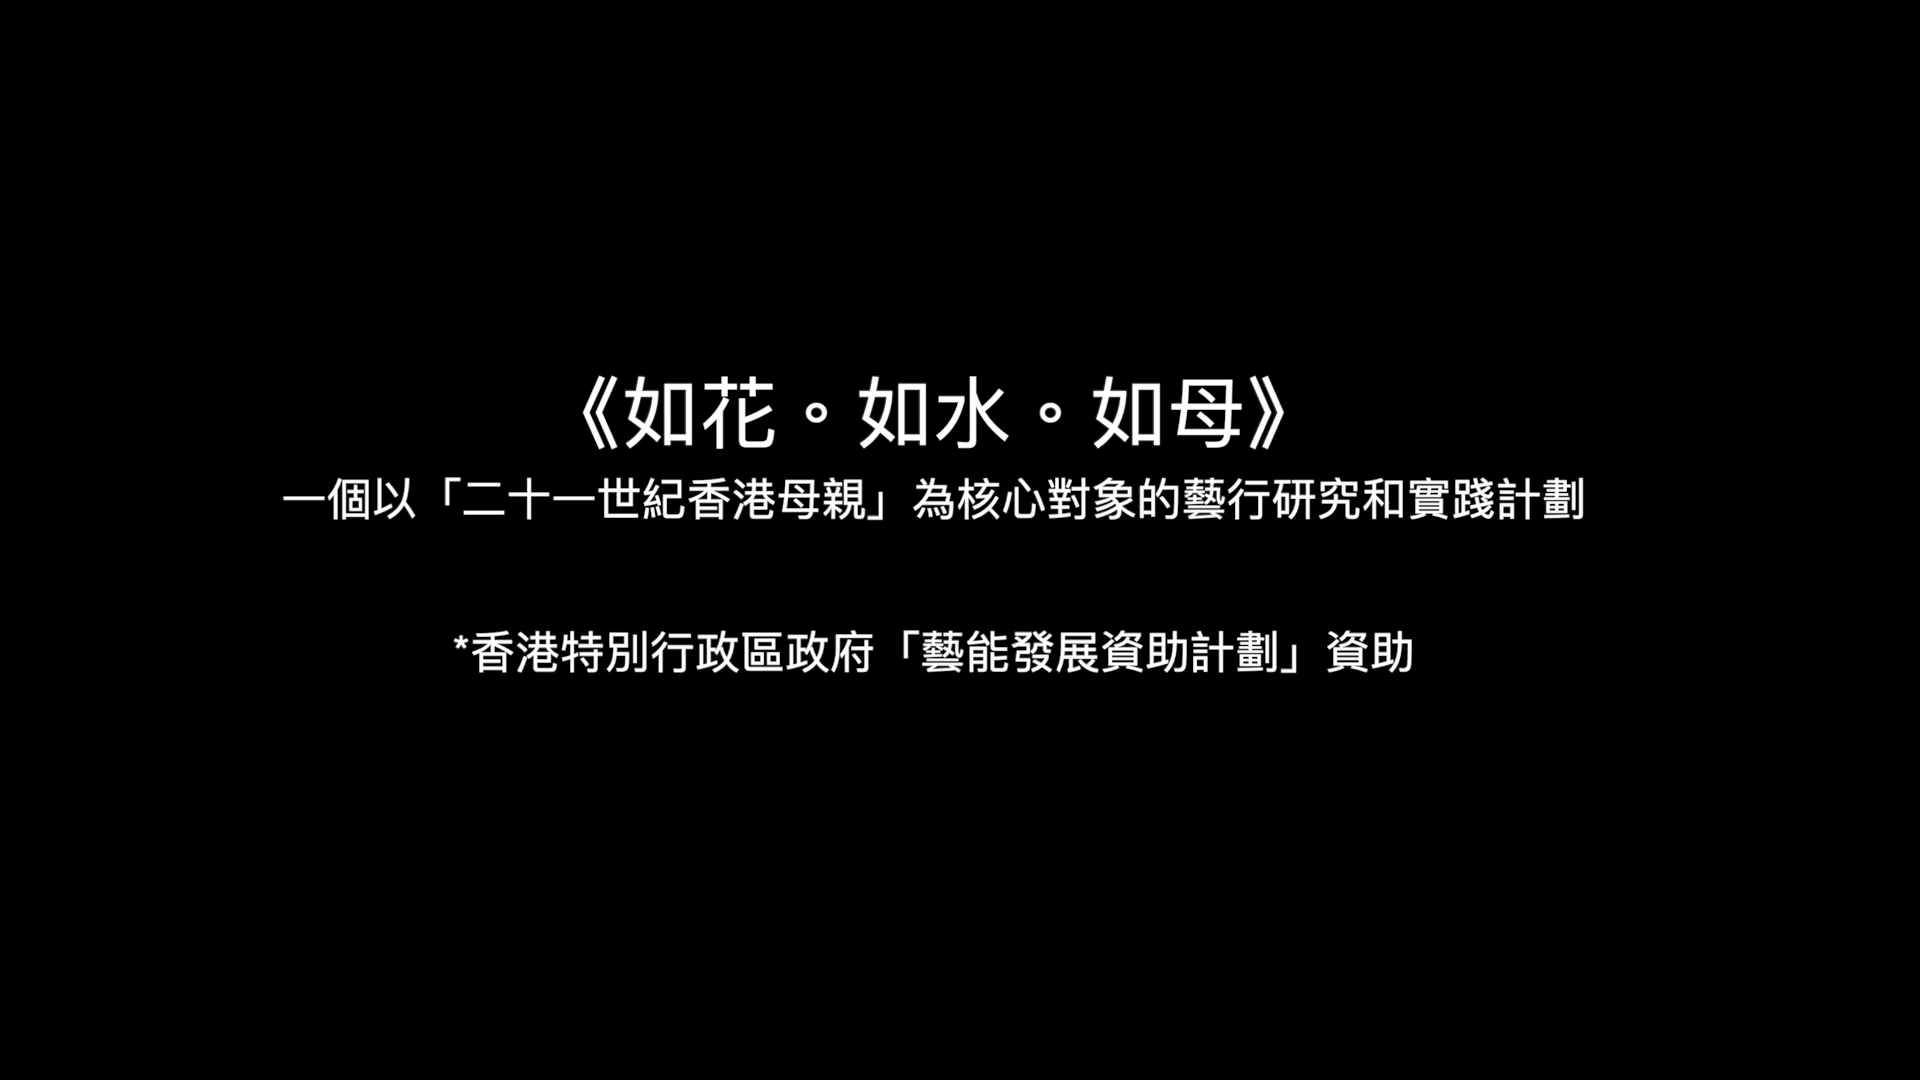 《如花。如水。如母》
一個以「二十一世紀香港母親」為核心對象的藝行研究和實踐計劃
*香港特別行政區政府「藝能發展資助計劃」資助